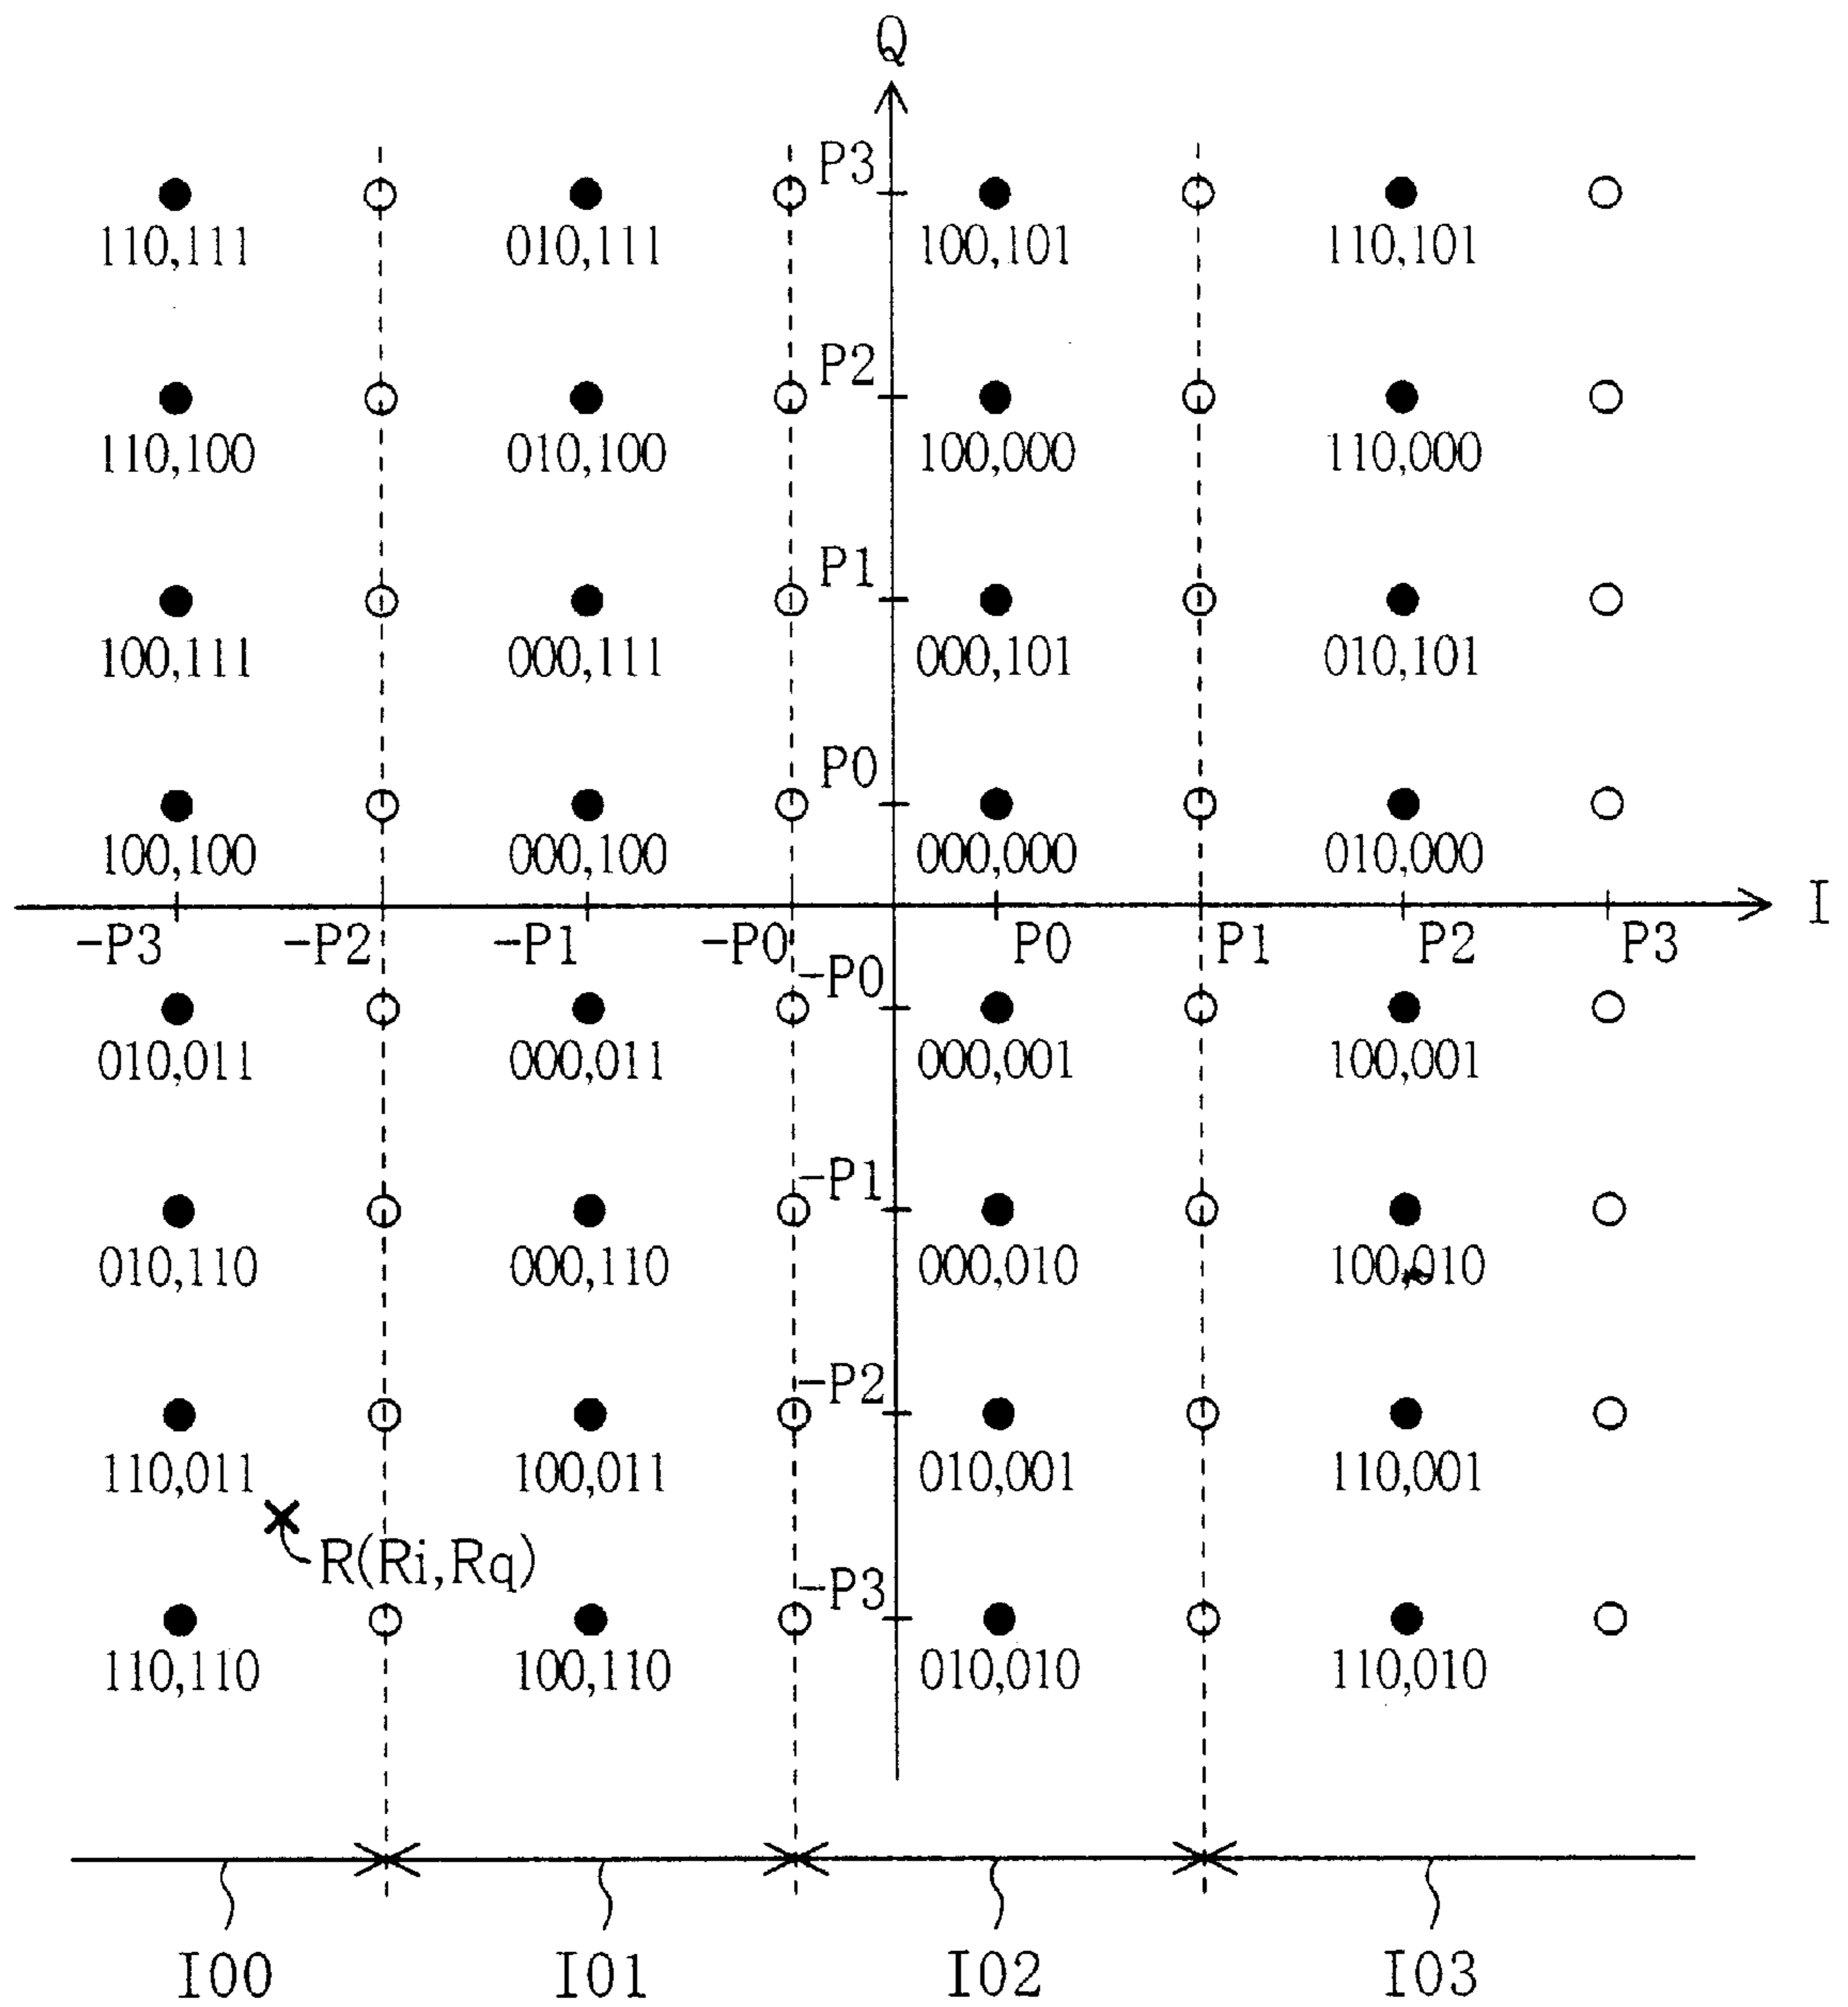 Q
P3
110,111 010,111 100,101 110,101
P2
110,100 010,100 100,000 110,000
P1
100,111 000,111 000,101 010,101
P0
100,100 000,100 000,000 010,000
I
-P3 -P2 -P1 -P0 P0 P1 P2 P3
-P0
010,011 000,011 000,001 100,001
-P1
010,110 000,110 000,010 100,010
-P2
110,011 100,011 010,001 110,001
R(Ri,Rq)
-P3
110,110 100,110 010,010 110,010
I00 I01 I02 I03